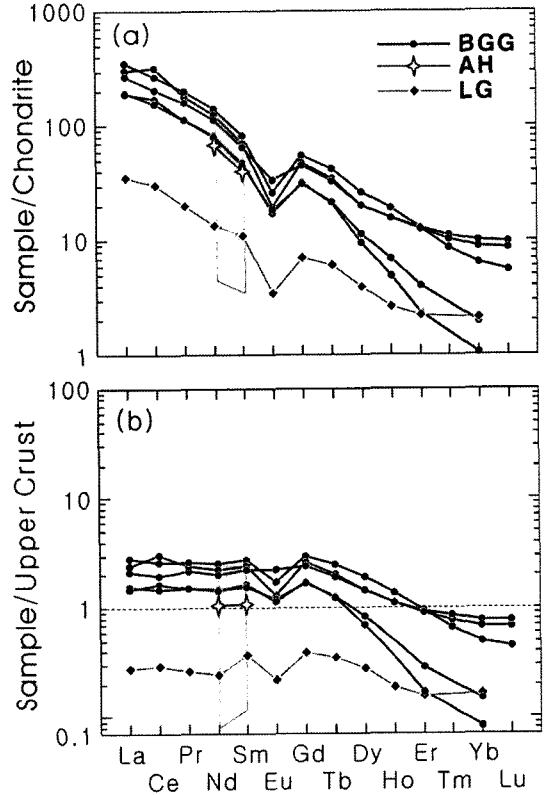 1000
(a)
BGG
AH
LG
100
10
1
Sample/Chondrite
100
(b)
10
1
0.1
Sample/Upper Crust
La Pr Sm Gd Dy Er Yb
Ce Nd Eu Tb Ho Tm Lu